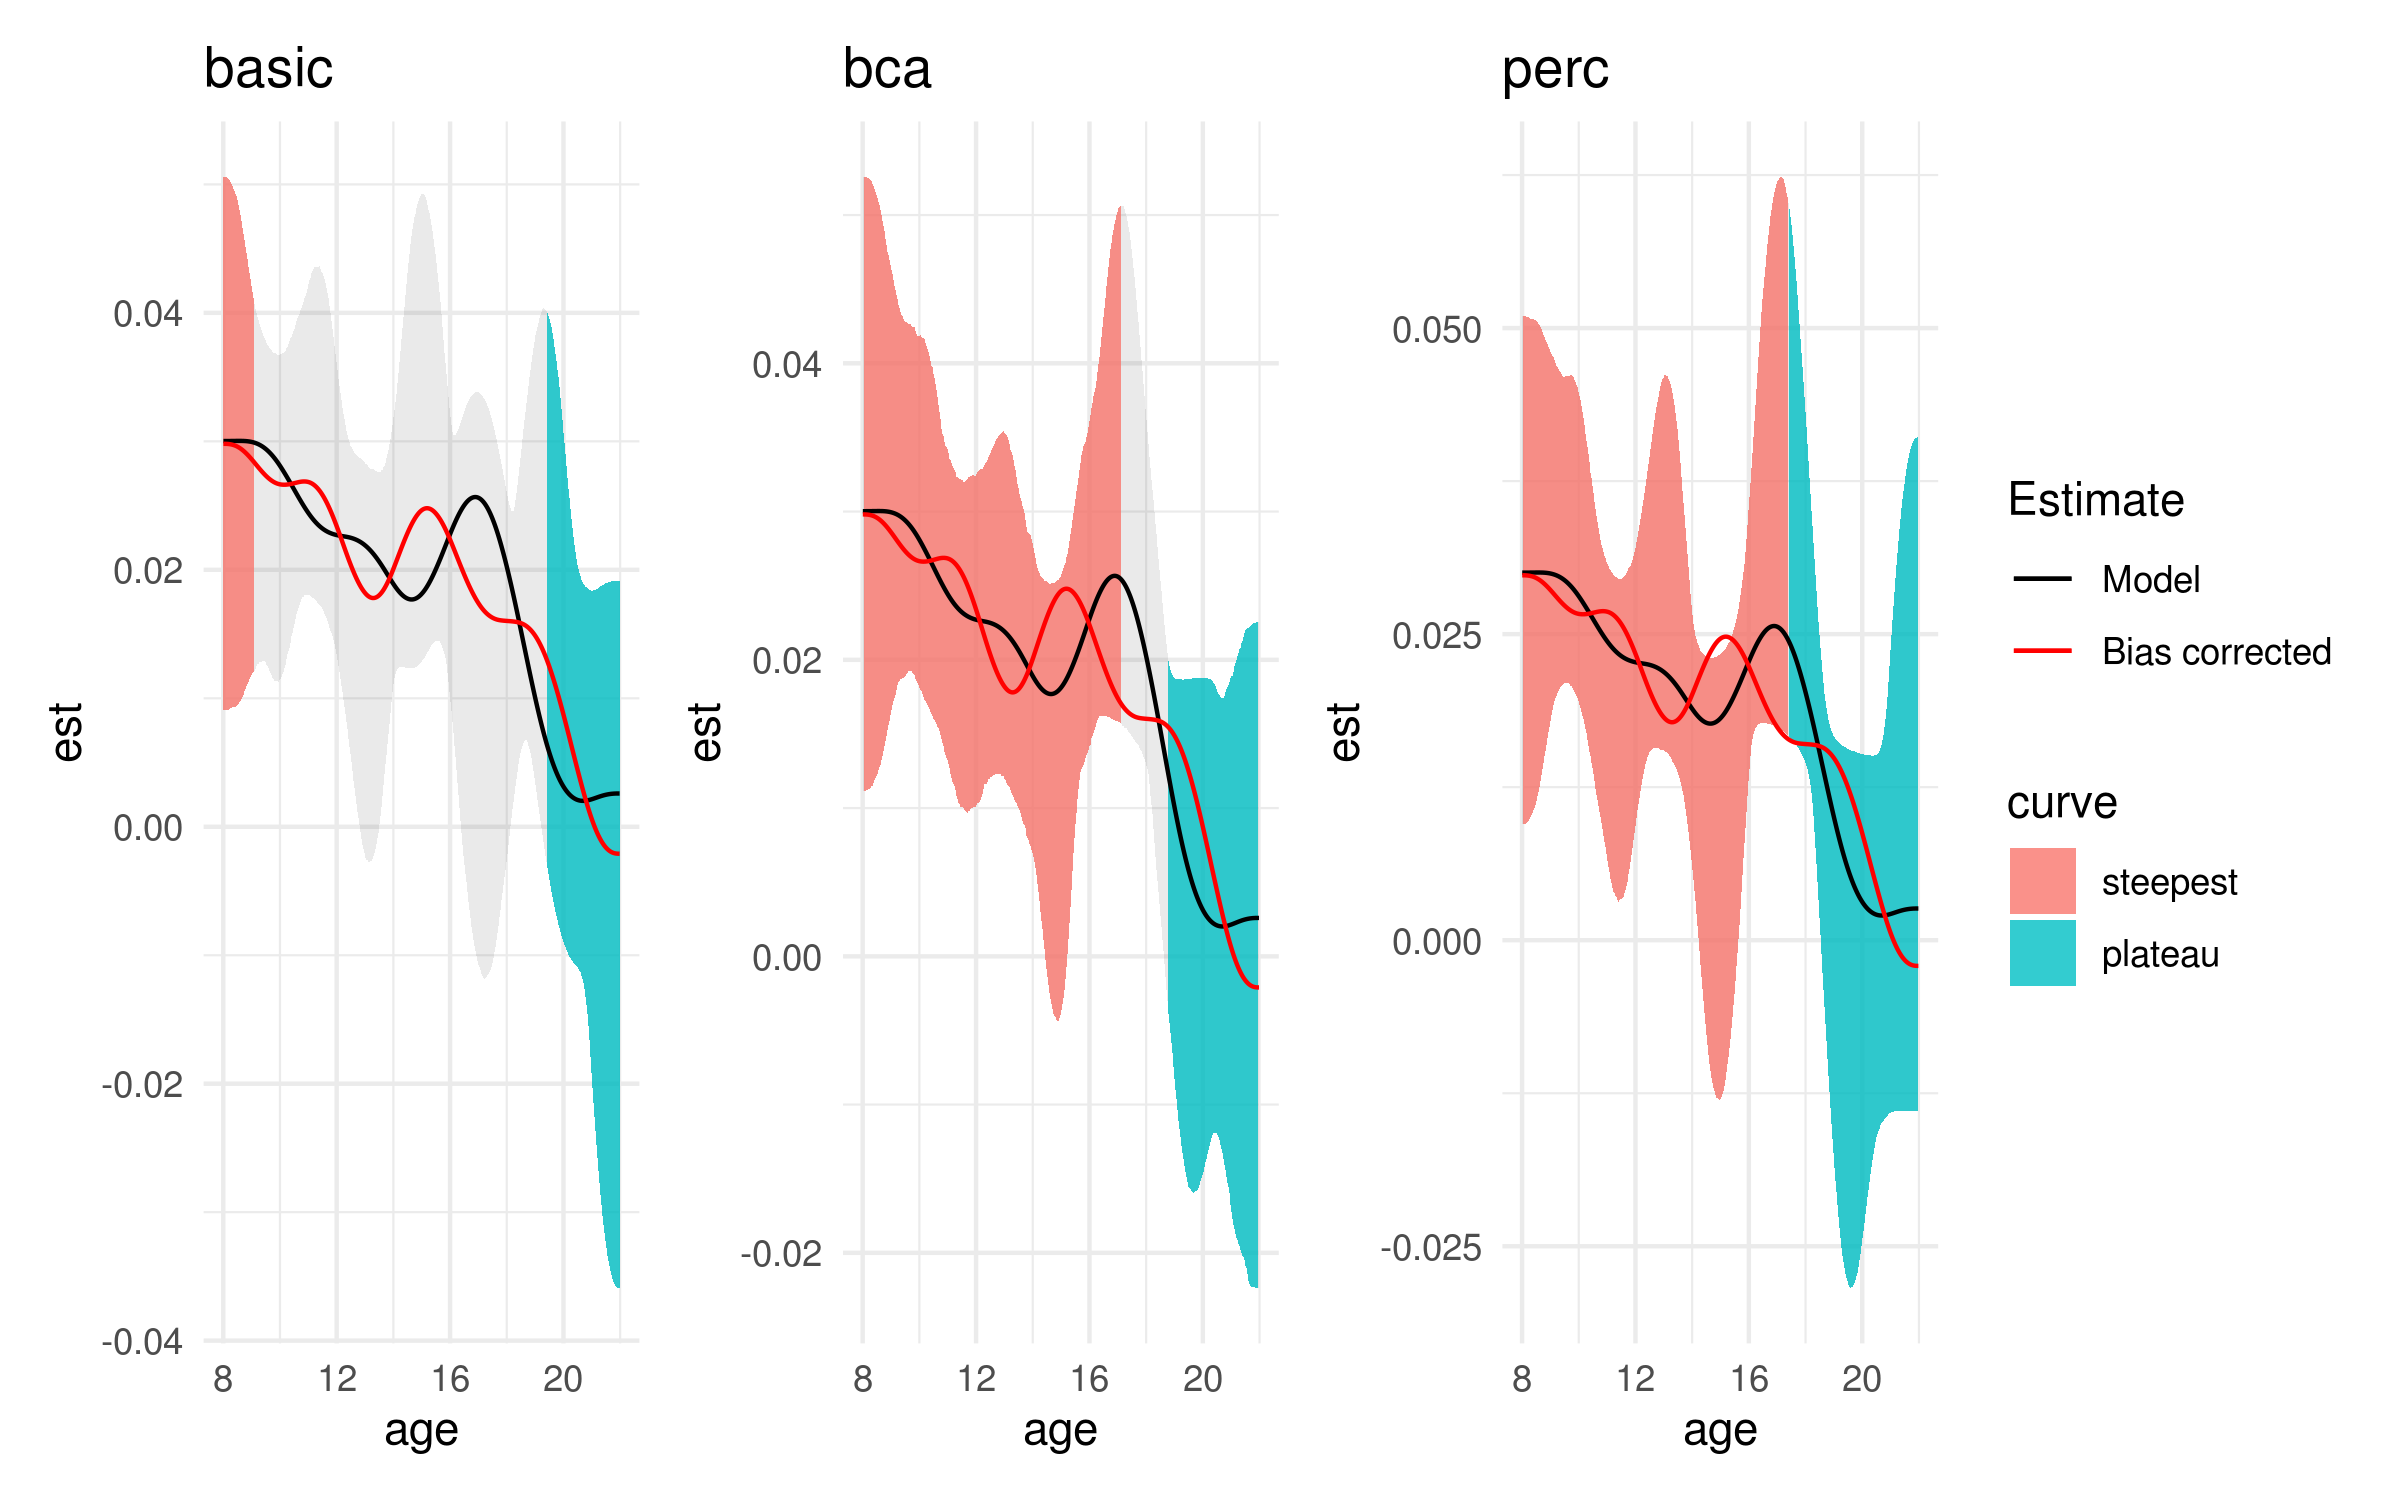 basic
bca
perc
0.04
0.02
0.00
-0.02
-0.04
est
8 12 16 20
age
0.04
0.02
0.00
-0.02
est
8 12 16 20
age
0.050
0.025
0.000
-0.025
est
8 12 16 20
age
Estimate
Model
Bias corrected
curve
steepest
plateau